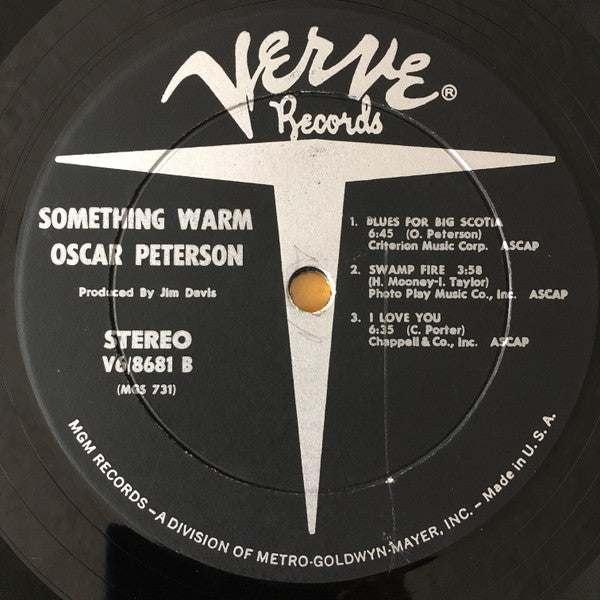 VERVE®
Records
SOMETHING WARM
OSCAR PETERSON
Produced By Jim Davis
STEREO
V6/8681 B
(MGS 731)
1. BLUES FOR BIG SCOTIA
6:45 (O. Peterson)
Criterion Music Corp. ASCAP
2. SWAMP FIRE 3:58
(H. Mooney-I. Taylor)
Photo Play Music Co., Inc. ASCAP
3. I LOVE YOU
6:35 (C. Porter)
Chappell & Co., Inc. ASCAP
MGM RECORDS – A DIVISION OF METRO-GOLDWYN-MAYER, INC. – Made in U. S. A.